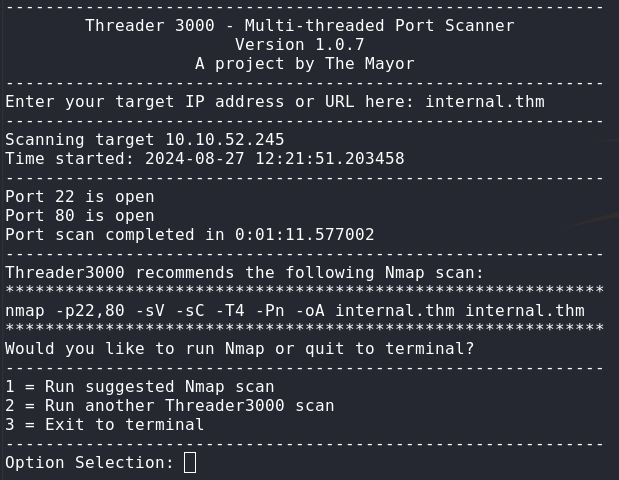 ------------------------------------------------------------
Threader 3000 - Multi-threaded Port Scanner
Version 1.0.7
A project by The Mayor
------------------------------------------------------------
Enter your target IP address or URL here: internal.thm
------------------------------------------------------------
Scanning target 10.10.52.245
Time started: 2024-08-27 12:21:51.203458
------------------------------------------------------------
Port 22 is open
Port 80 is open
Port scan completed in 0:01:11.577002
------------------------------------------------------------
Threader3000 recommends the following Nmap scan:
************************************************************
nmap -p22,80 -sV -sC -T4 -Pn -oA internal.thm internal.thm
************************************************************
Would you like to run Nmap or quit to terminal?
------------------------------------------------------------
1 = Run suggested Nmap scan
2 = Run another Threader3000 scan
3 = Exit to terminal
------------------------------------------------------------
Option Selection: